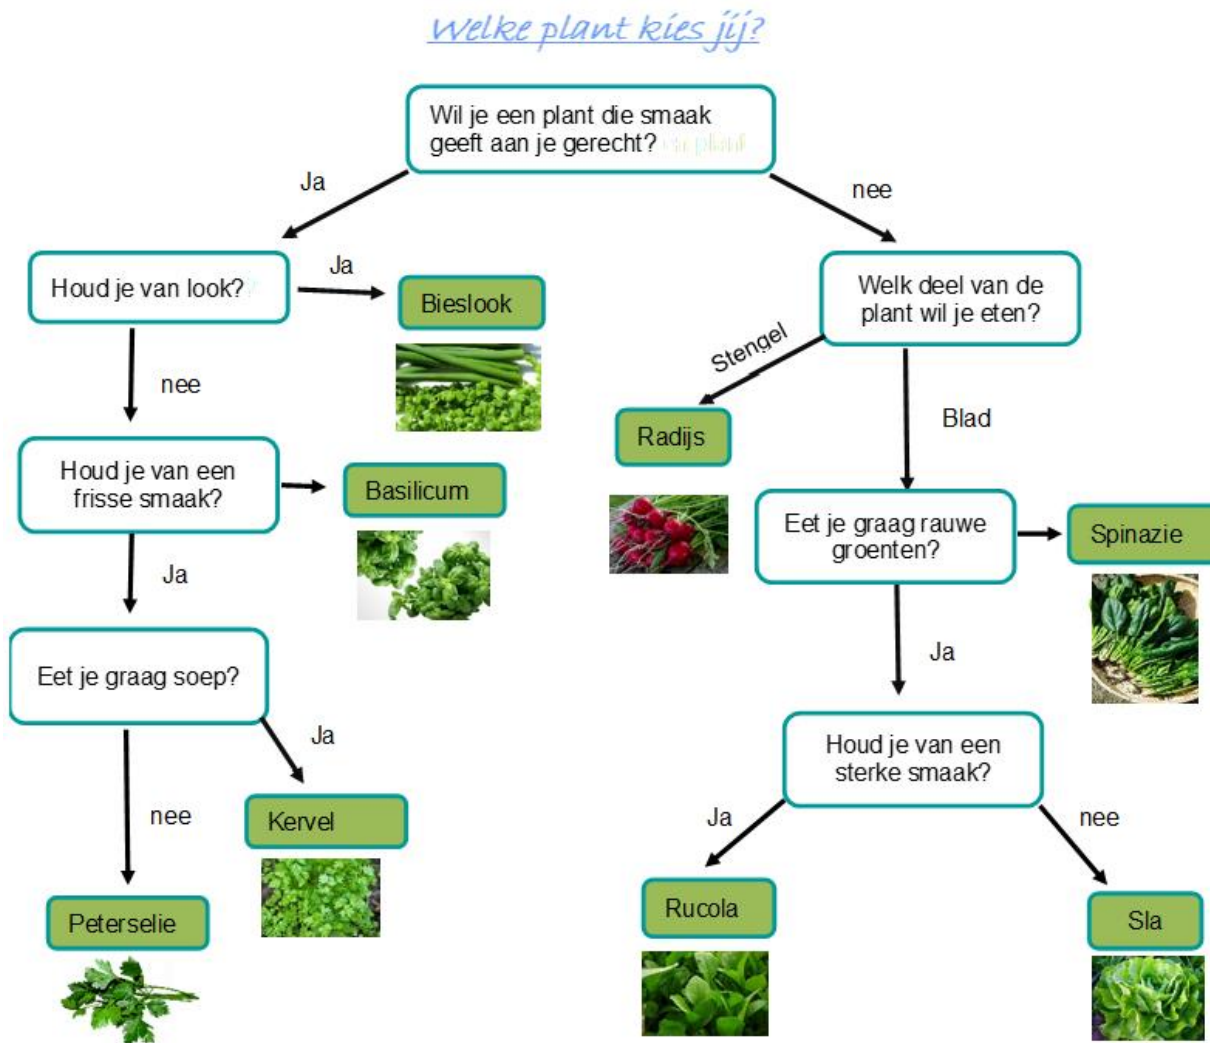 Welke plant kies jij?
Wil je een plant die smaak
geeft aan je gerecht?
Ja
nee
Houd je van look?
Ja
Bieslook
Welk deel van de
plant wil je eten?
nee
Stengel
Radijs
Blad
Houd je van een
frisse smaak?
Basilicum
Eet je graag rauwe
groenten?
Spinazie
Ja
Ja
Eet je graag soep?
Ja
Houd je van een
sterke smaak?
nee
Kervel
Ja
nee
Peterselie
Rucola
Sla